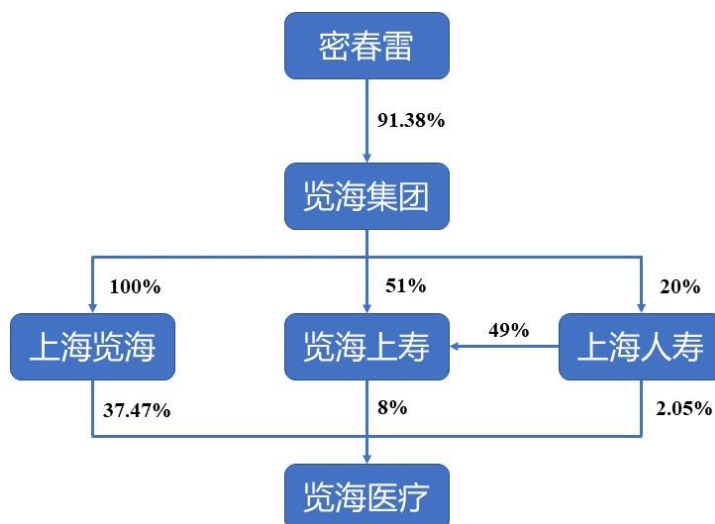 密春雷
91.38%
览海集团
100%
51%
20%
上海览海
览海上寿
49%
上海人寿
37.47%
8%
2.05%
览海医疗